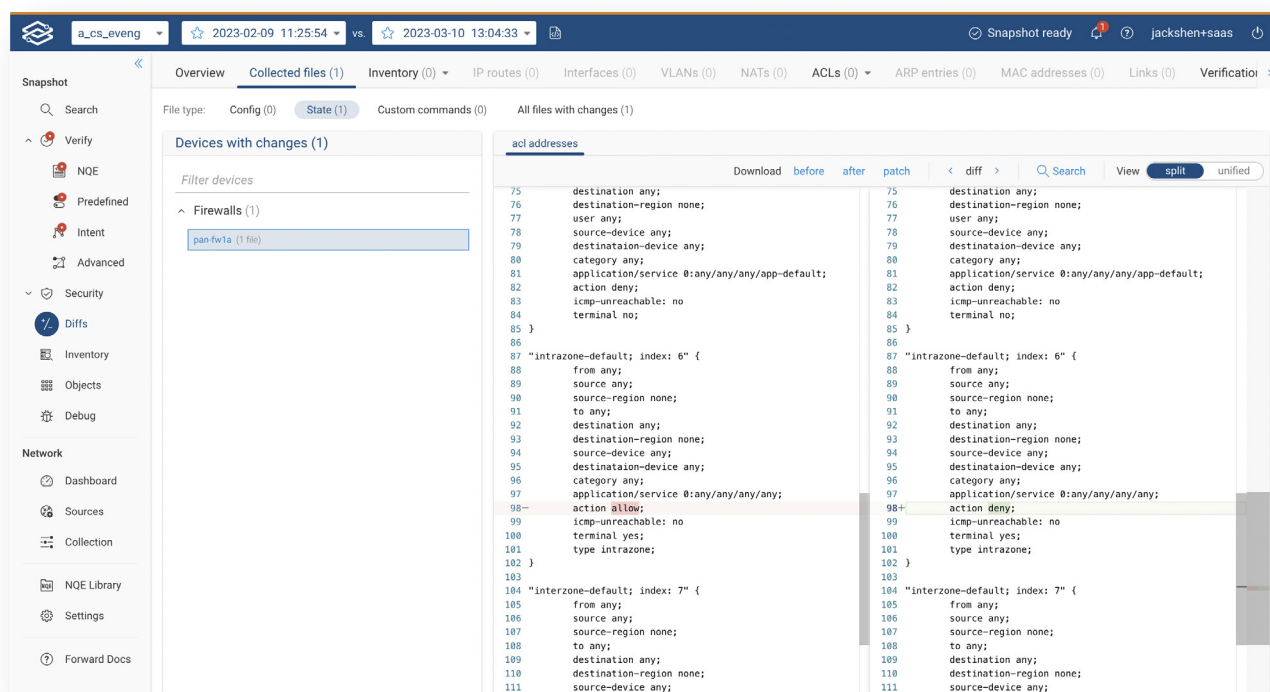 a_cs_eveng 2023-02-09 11:25:54 vs. 2023-03-10 13:04:33 Snapshot ready 1 jackshen+saas
Snapshot
Search
Verify
NQE
Predefined
Intent
Advanced
Security
Diffs
Inventory
Objects
Debug
Network
Dashboard
Sources
Collection
NQE Library
Settings
Forward Docs
Overview Collected files (1) Inventory (0) IP routes (0) Interfaces (0) VLANs (0) NATs (0) ACLs (0) ARP entries (0) MAC addresses (0) Links (0) Verification
File type: Config (0) State (1) Custom commands (0) All files with changes (1)
Devices with changes (1)
Filter devices
Firewalls (1)
pan-fw1a (1 file)
acl addresses
Download before after patch < diff > Search View split unified
75 destination any;
76 destination-region none;
77 user any;
78 source-device any;
79 destinataion-device any;
80 category any;
81 application/service 0:any/any/any/app-default;
82 action deny;
83 icmp-unreachable: no
84 terminal no;
85 }
86
87 "intrazone-default; index: 6" {
88 from any;
89 source any;
90 source-region none;
91 to any;
92 destination any;
93 destination-region none;
94 source-device any;
95 destinataion-device any;
96 category any;
97 application/service 0:any/any/any/any;
98- action allow;
99 icmp-unreachable: no
100 terminal yes;
101 type intrazone;
102 }
103
104 "interzone-default; index: 7" {
105 from any;
106 source any;
107 source-region none;
108 to any;
109 destination any;
110 destination-region none;
111 source-device any;
75 destination any;
76 destination-region none;
77 user any;
78 source-device any;
79 destinataion-device any;
80 category any;
81 application/service 0:any/any/any/app-default;
82 action deny;
83 icmp-unreachable: no
84 terminal no;
85 }
86
87 "intrazone-default; index: 6" {
88 from any;
89 source any;
90 source-region none;
91 to any;
92 destination any;
93 destination-region none;
94 source-device any;
95 destinataion-device any;
96 category any;
97 application/service 0:any/any/any/any;
98+ action deny;
99 icmp-unreachable: no
100 terminal yes;
101 type intrazone;
102 }
103
104 "interzone-default; index: 7" {
105 from any;
106 source any;
107 source-region none;
108 to any;
109 destination any;
110 destination-region none;
111 source-device any;